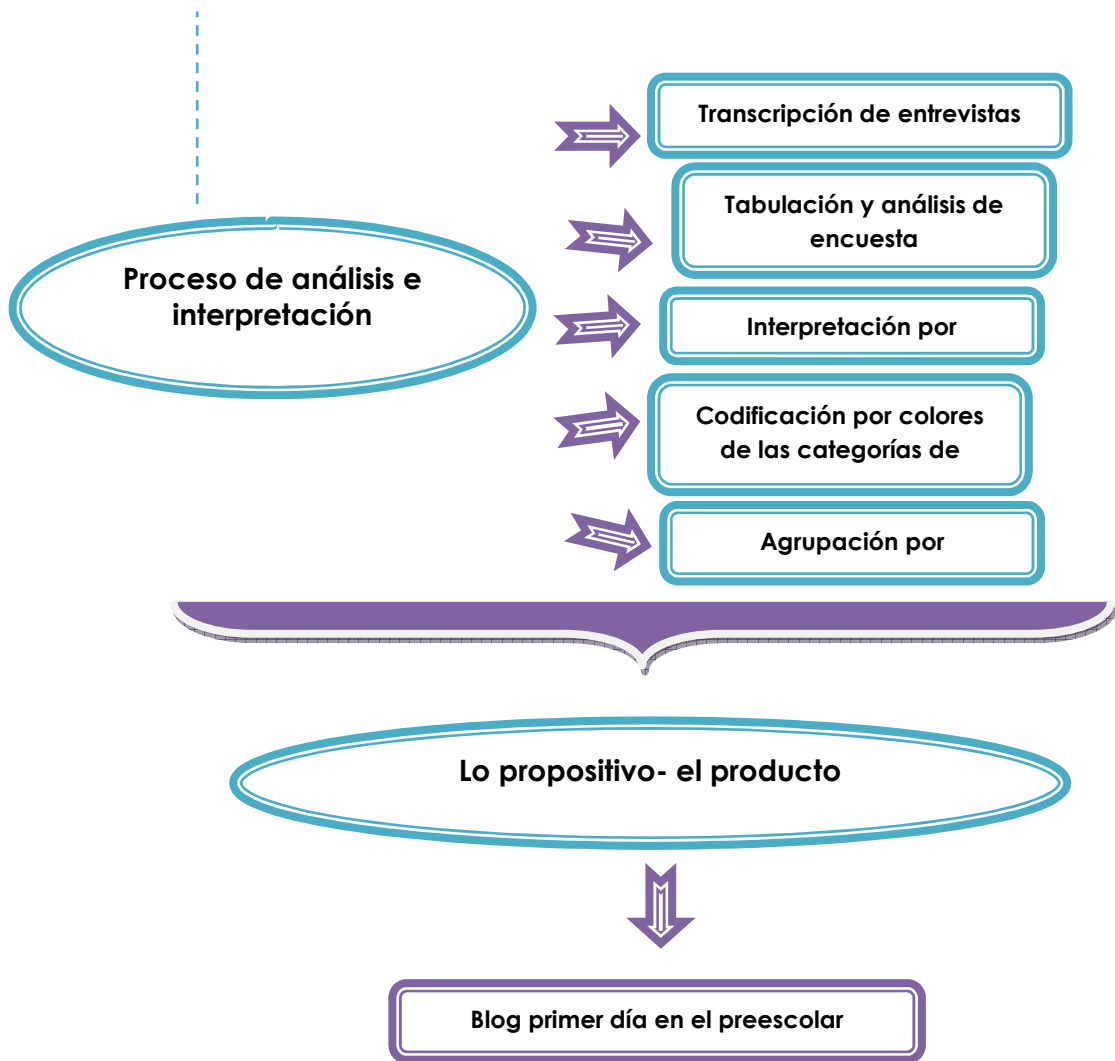 Transcripción de entrevistas
Tabulación y análisis de
encuesta
Proceso de análisis e
interpretación
Interpretación por
Codificación por colores
de las categorías de
Agrupación por
Lo propositivo- el producto
Blog primer día en el preescolar